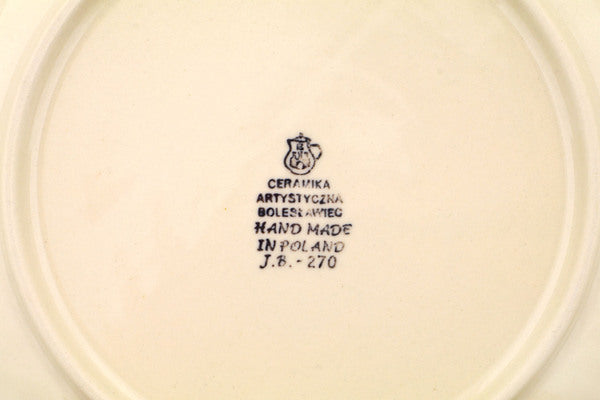 CERAMIKA
ARTYSTYCZNA
BOLESŁAWIEC
HAND MADE
IN POLAND
J.B.-270